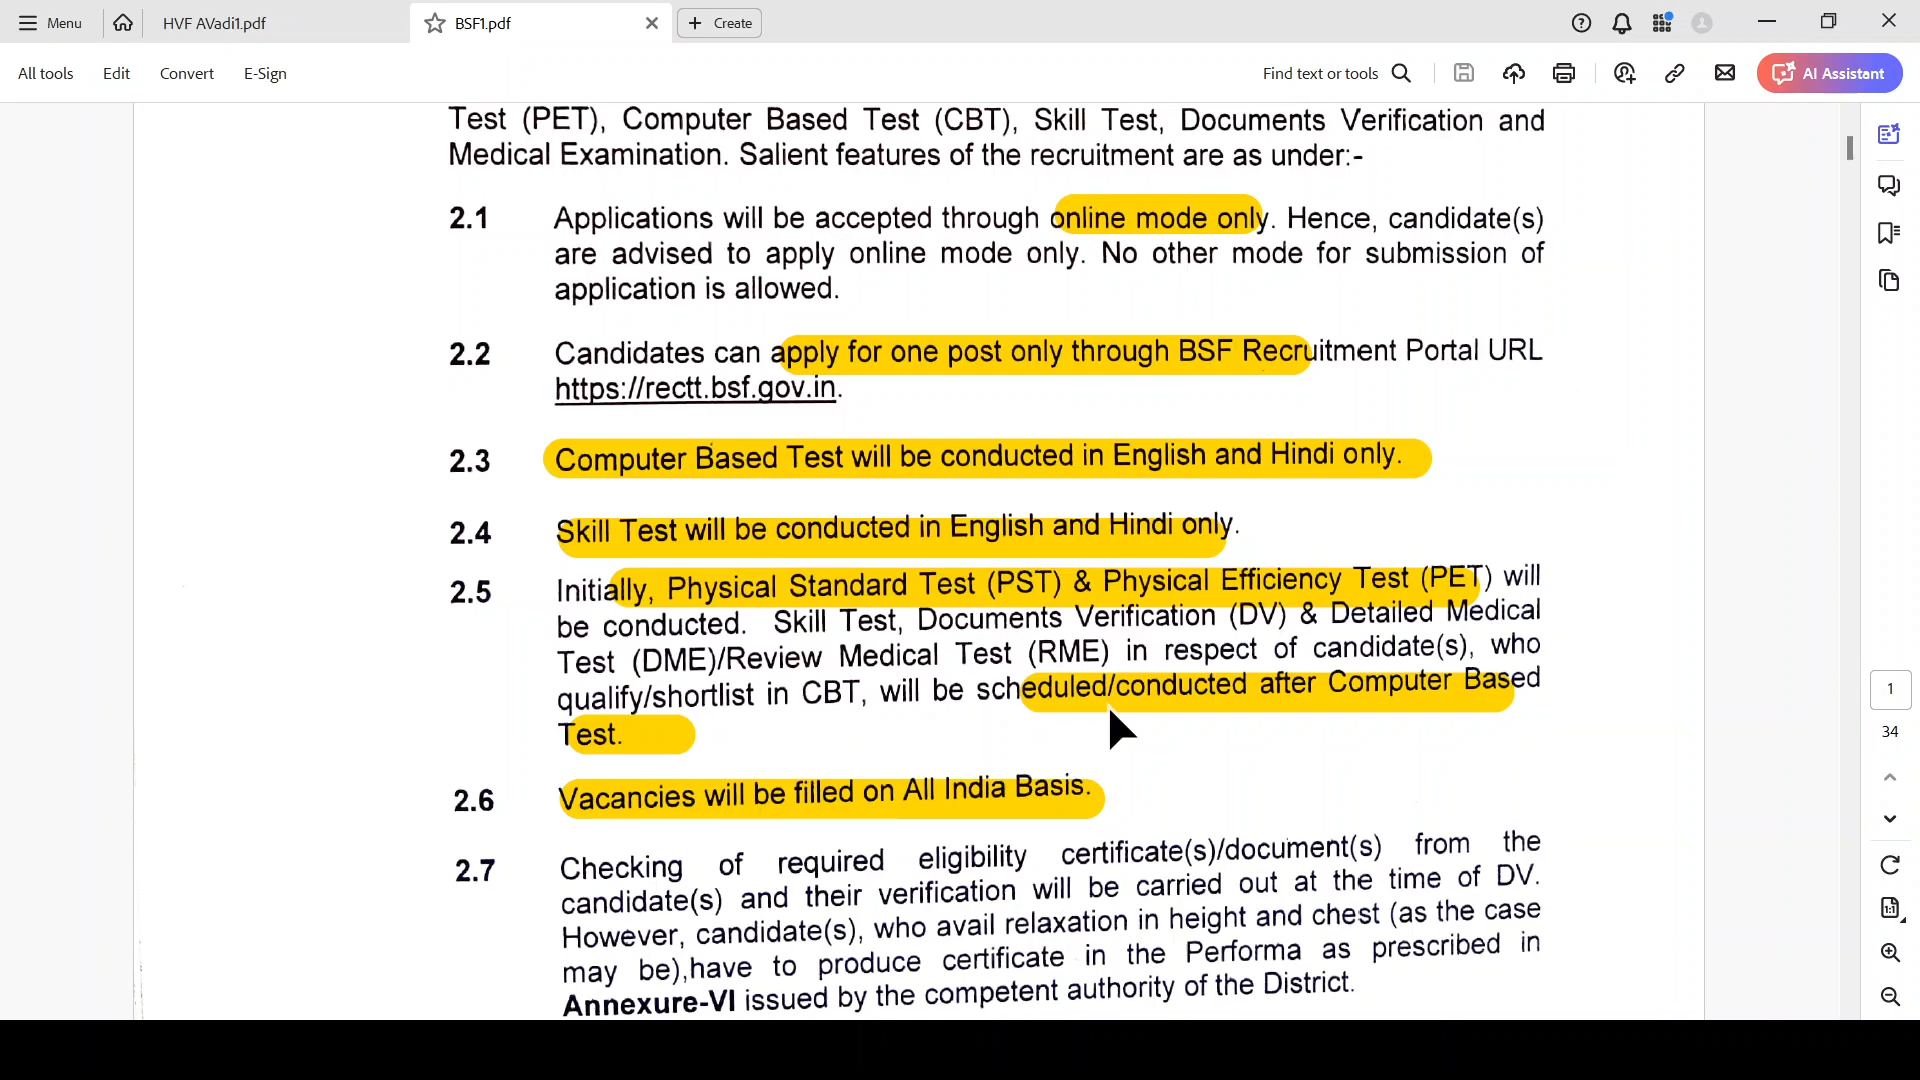 Menu
HVF AVadi1.pdf
BSF1.pdf
Create
All tools
Edit
Convert
E-Sign
Find text or tools
AI Assistant
Test (PET), Computer Based Test (CBT), Skill Test, Documents Verification and
Medical Examination. Salient features of the recruitment are as under:-
2.1 Applications will be accepted through online mode only. Hence, candidate(s)
are advised to apply online mode only. No other mode for submission of
application is allowed.
2.2 Candidates can apply for one post only through BSF Recruitment Portal URL
https://rectt.bsf.gov.in.
2.3 Computer Based Test will be conducted in English and Hindi only.
2.4 Skill Test will be conducted in English and Hindi only.
2.5 Initially, Physical Standard Test (PST) & Physical Efficiency Test (PET) will
be conducted. Skill Test, Documents Verification (DV) & Detailed Medical
Test (DME)/Review Medical Test (RME) in respect of candidate(s), who
qualify/shortlist in CBT, will be scheduled/conducted after Computer Based
Test.
2.6 Vacancies will be filled on All India Basis.
2.7 Checking of required eligibility certificate(s)/document(s) from the
candidate(s) and their verification will be carried out at the time of DV.
However, candidate(s), who avail relaxation in height and chest (as the case
may be),have to produce certificate in the Performa as prescribed in
Annexure-VI issued by the competent authority of the District.
1
34
1:1